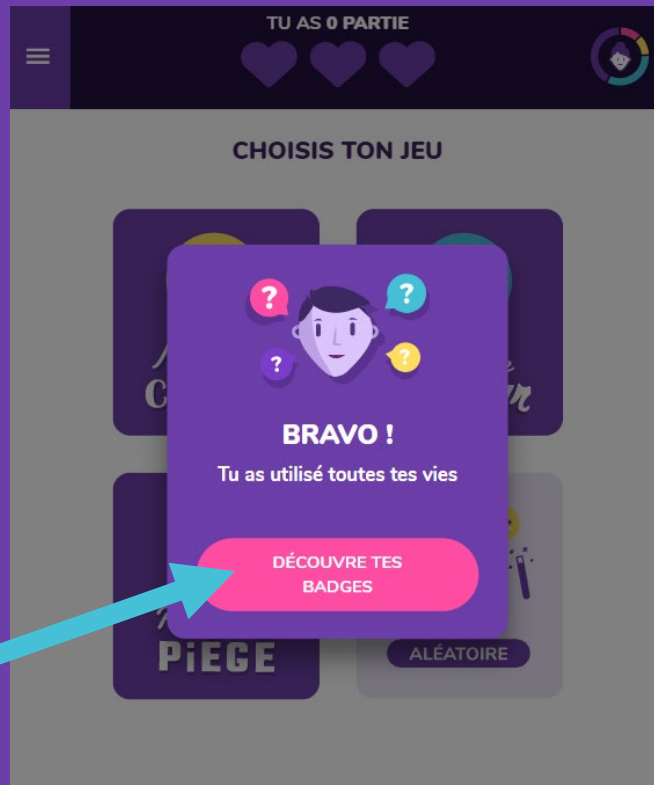 TU AS 0 PARTIE
CHOISIS TON JEU
?
?
?
?
BRAVO !
Tu as utilisé toutes tes vies
DÉCOUVRE TES
BADGES
PiEGE
ALÉATOIRE